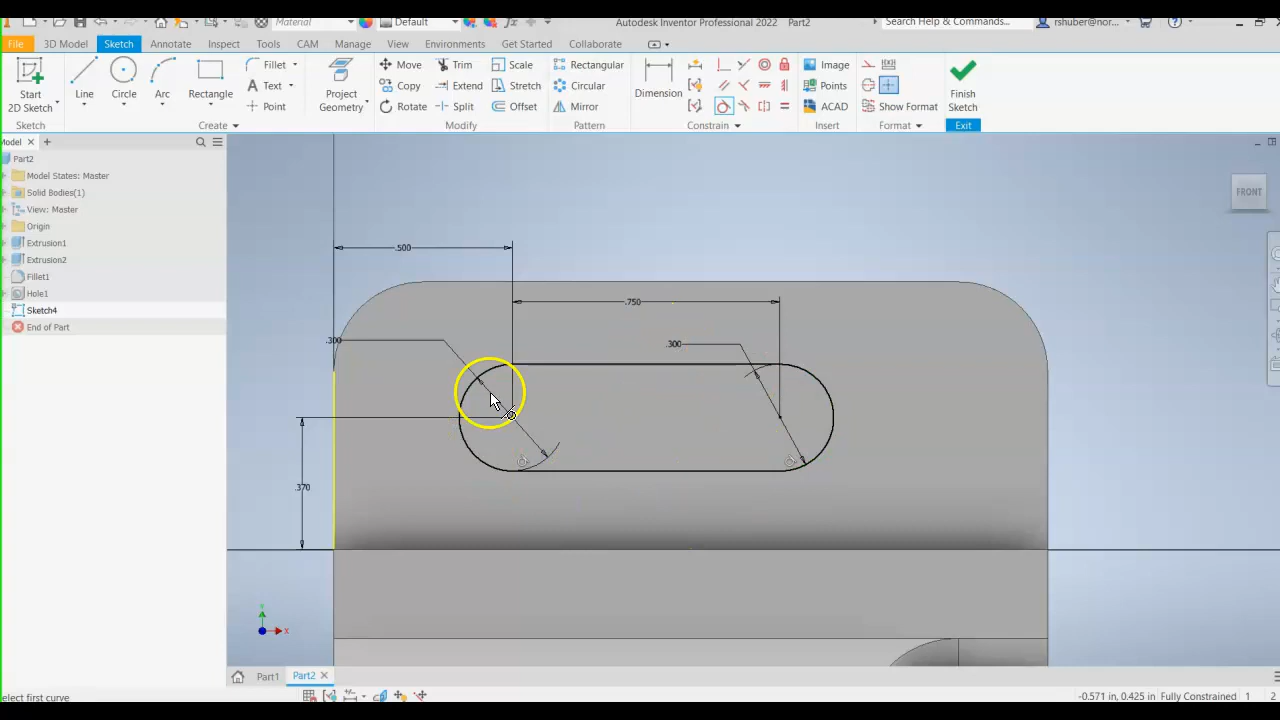 Material Default fx Autodesk Inventor Professional 2022 Part2 Search Help & Commands... rshuber@nor...
File 3D Model Sketch Annotate Inspect Tools CAM Manage View Environments Get Started Collaborate
Start
2D Sketch
Line
Circle
Arc
Rectangle
Fillet
Text
Point
Project
Geometry
Move
Copy
Rotate
Trim
Extend
Split
Scale
Stretch
Offset
Rectangular
Circular
Mirror
Dimension
Image
Points
ACAD
Show Format
Finish
Sketch
Sketch Create Modify Pattern Constrain Insert Format Exit
Model
Part2
Model States: Master
Solid Bodies(1)
View: Master
Origin
Extrusion1
Extrusion2
Fillet1
Hole1
Sketch4
End of Part
FRONT
.500
.750
.300
.300
.370
Y
X
Part1 Part2
elect first curve
-0.571 in, 0.425 in Fully Constrained 1 2